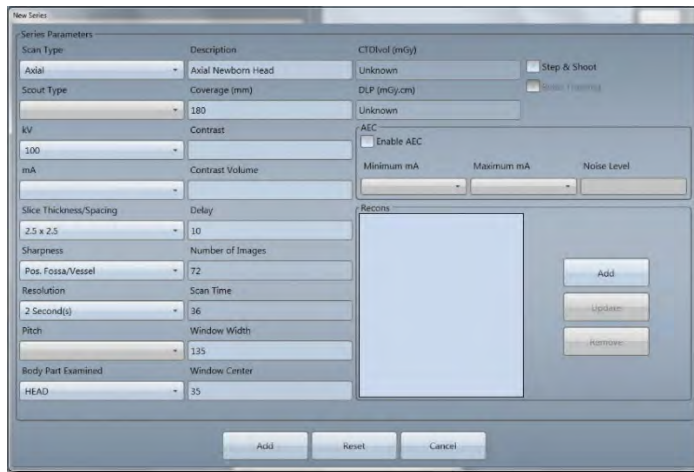 New Series
Series Parameters
Scan Type
Axial
Scout Type
kV
100
mA
Slice Thickness/Spacing
2.5 x 2.5
Sharpness
Pos. Fossa/Vessel
Resolution
2 Second(s)
Pitch
Body Part Examined
HEAD
Description
Axial Newborn Head
Coverage (mm)
180
Contrast
Contrast Volume
Delay
10
Number of Images
72
Scan Time
36
Window Width
135
Window Center
35
CTDIvol (mGy)
Unknown
DLP (mGy.cm)
Unknown
Step & Shoot
Bolus Tracking
AEC
Enable AEC
Minimum mA
Maximum mA
Noise Level
Recons
Add
Update
Remove
Add
Reset
Cancel